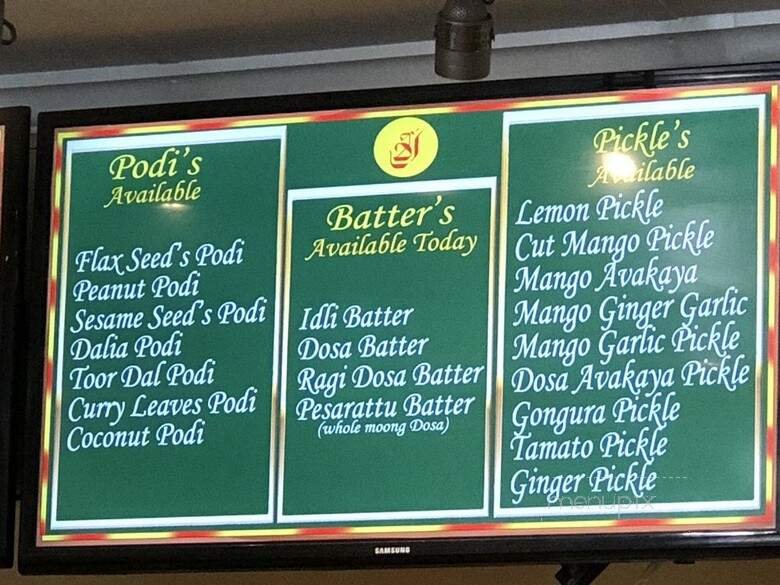 Podi's
Available
Flax Seed's Podi
Peanut Podi
Sesame Seed's Podi
Dalia Podi
Toor Dal Podi
Curry Leaves Podi
Coconut Podi
Batter's
Available Today
Idli Batter
Dosa Batter
Ragi Dosa Batter
Pesarattu Batter
(whole moong Dosa)
Pickle's
Available
Lemon Pickle
Cut Mango Pickle
Mango Avakaya
Mango Ginger Garlic
Mango Garlic Pickle
Dosa Avakaya Pickle
Gongura Pickle
Tamato Pickle
Ginger Pickle
menupix
SAMSUNG